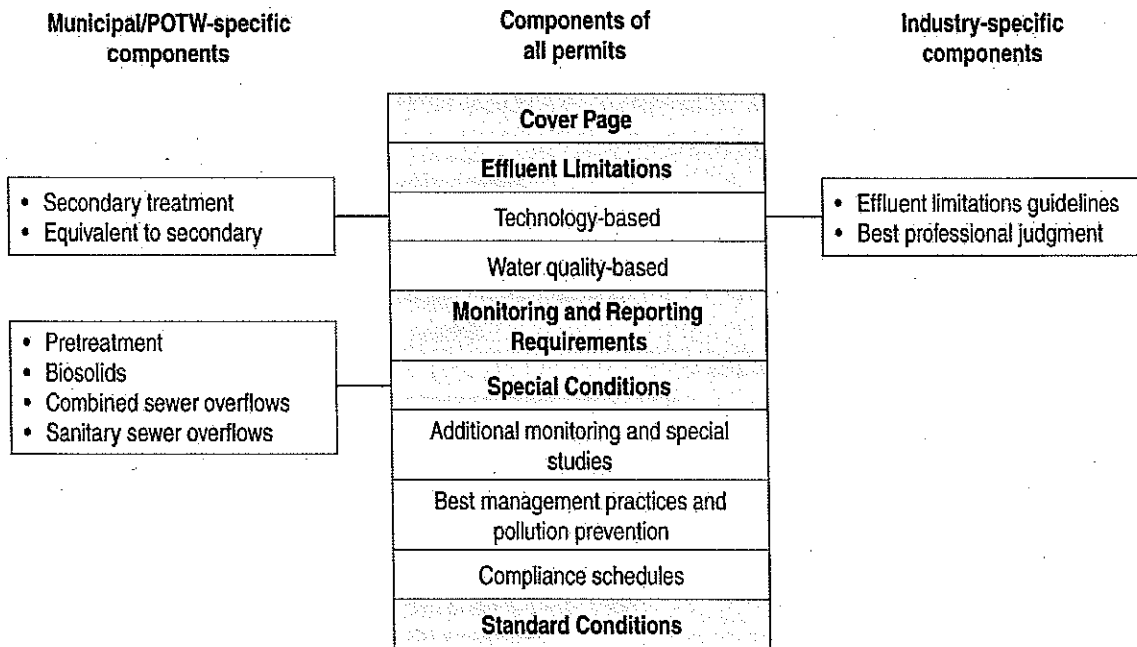 Municipal/POTW-specific
components
Components of
all permits
Industry-specific
components
Cover Page
Effluent Limitations
• Secondary treatment
• Equivalent to secondary
Technology-based
• Effluent limitations guidelines
• Best professional judgment
Water quality-based
Monitoring and Reporting
Requirements
• Pretreatment
• Biosolids
• Combined sewer overflows
• Sanitary sewer overflows
Special Conditions
Additional monitoring and special
studies
Best management practices and
pollution prevention
Compliance schedules
Standard Conditions